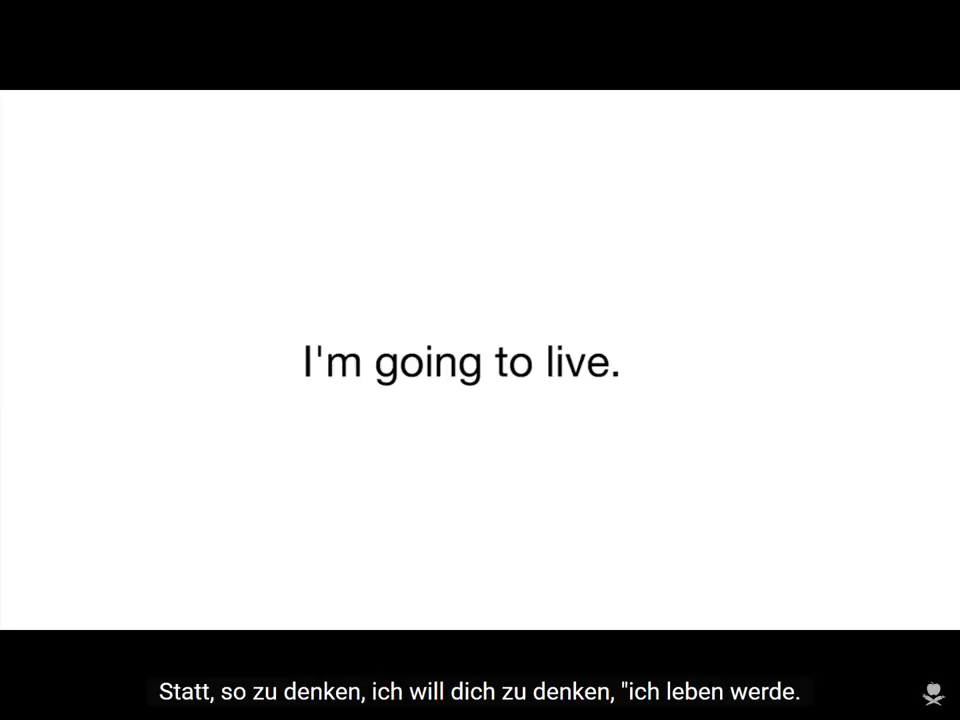 I'm going to live.
Statt, so zu denken, ich will dich zu denken, "ich leben werde.